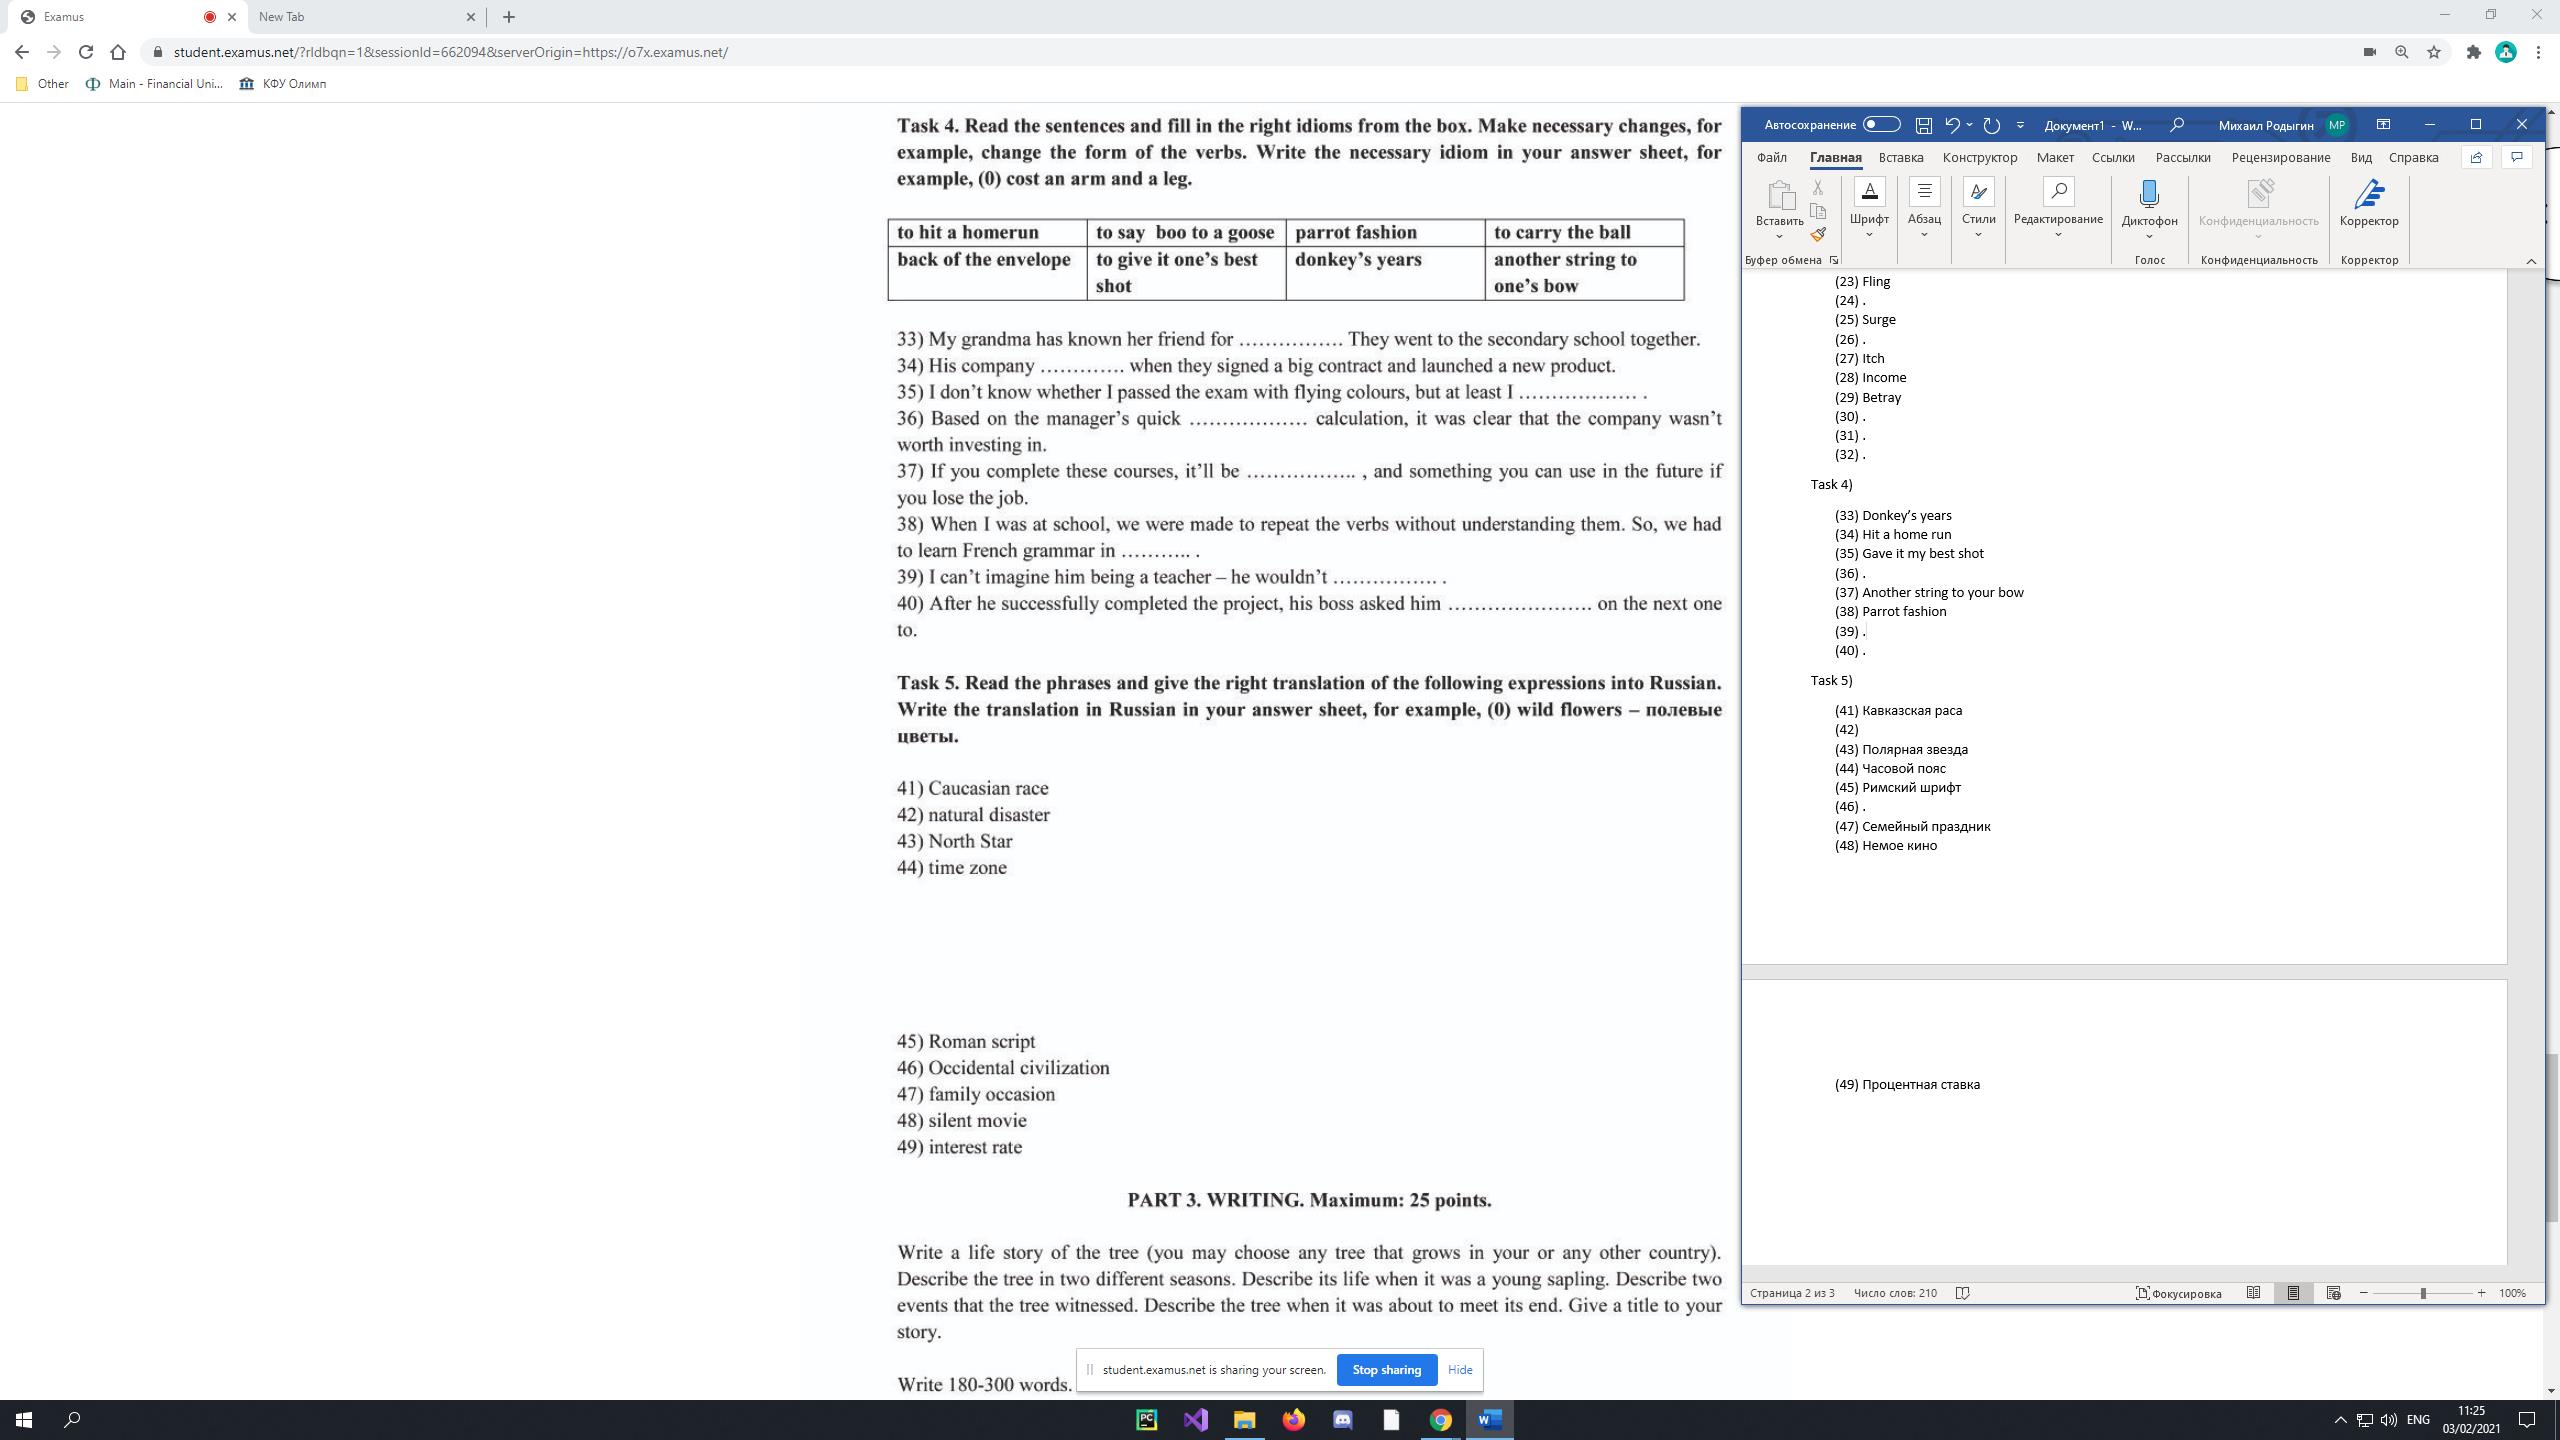 Examus
New Tab
student.examus.net/?rldbqn=1&sessionId=662094&serverOrigin=https://o7x.examus.net/
Other
Main - Financial Uni...
КФУ Олимп
Task 4. Read the sentences and fill in the right idioms from the box. Make necessary changes, for
example, change the form of the verbs. Write the necessary idiom in your answer sheet, for
example, (0) cost an arm and a leg.
to hit a homerun
to say boo to a goose
parrot fashion
to carry the ball
back of the envelope
to give it one's best
shot
donkey's years
another string to
one's bow
33) My grandma has known her friend for ……………. They went to the secondary school together.
34) His company …………. when they signed a big contract and launched a new product.
35) I don't know whether I passed the exam with flying colours, but at least I ……………… .
36) Based on the manager's quick ……………… calculation, it was clear that the company wasn't
worth investing in.
37) If you complete these courses, it'll be …………….. , and something you can use in the future if
you lose the job.
38) When I was at school, we were made to repeat the verbs without understanding them. So, we had
to learn French grammar in ……….. .
39) I can't imagine him being a teacher – he wouldn't ……………. .
40) After he successfully completed the project, his boss asked him …………………. on the next one
to.
Task 5. Read the phrases and give the right translation of the following expressions into Russian.
Write the translation in Russian in your answer sheet, for example, (0) wild flowers – полевые
цветы.
41) Caucasian race
42) natural disaster
43) North Star
44) time zone
45) Roman script
46) Occidental civilization
47) family occasion
48) silent movie
49) interest rate
PART 3. WRITING. Maximum: 25 points.
Write a life story of the tree (you may choose any tree that grows in your or any other country).
Describe the tree in two different seasons. Describe its life when it was a young sapling. Describe two
events that the tree witnessed. Describe the tree when it was about to meet its end. Give a title to your
story.
Write 180-300 words.
student.examus.net is sharing your screen.
Stop sharing
Hide
Автосохранение
Документ1 - W...
Михаил Родыгин
МР
Файл
Главная
Вставка
Конструктор
Макет
Ссылки
Рассылки
Рецензирование
Вид
Справка
Вставить
Шрифт
Абзац
Стили
Редактирование
Диктофон
Конфиденциальность
Корректор
Буфер обмена
Голос
Конфиденциальность
Корректор
(23) Fling
(24) .
(25) Surge
(26) .
(27) Itch
(28) Income
(29) Betray
(30) .
(31) .
(32) .
Task 4)
(33) Donkey's years
(34) Hit a home run
(35) Gave it my best shot
(36) .
(37) Another string to your bow
(38) Parrot fashion
(39) .
(40) .
Task 5)
(41) Кавказская раса
(42)
(43) Полярная звезда
(44) Часовой пояс
(45) Римский шрифт
(46) .
(47) Семейный праздник
(48) Немое кино
(49) Процентная ставка
Страница 2 из 3
Число слов: 210
Фокусировка
100%
PC
ENG
11:25
03/02/2021